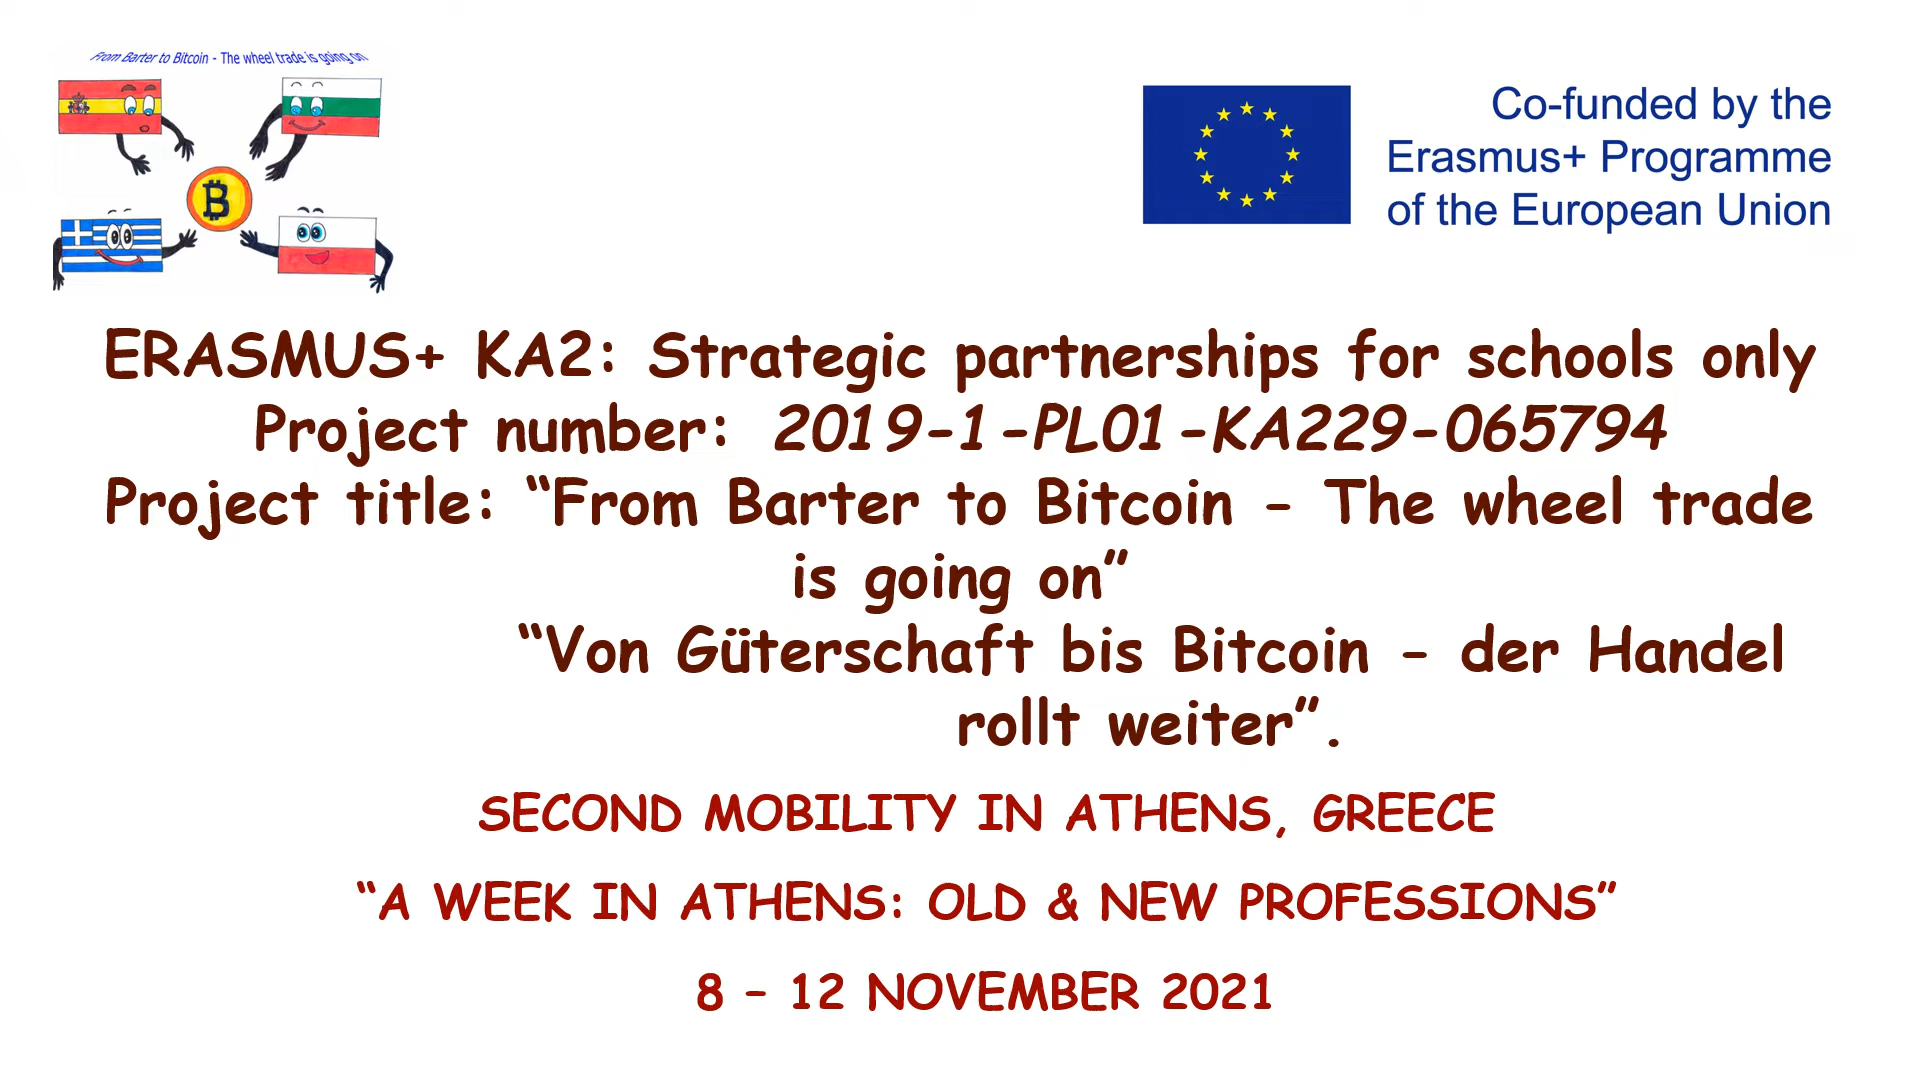 From Barter to Bitcoin - The wheel trade is going on
Co-funded by the
Erasmus+ Programme
of the European Union
ERASMUS+ KA2: Strategic partnerships for schools only
Project number: 2019-1-PL01-KA229-065794
Project title: “From Barter to Bitcoin - The wheel trade
is going on”
“Von Güterschaft bis Bitcoin - der Handel
rollt weiter”.
SECOND MOBILITY IN ATHENS, GREECE
“A WEEK IN ATHENS: OLD & NEW PROFESSIONS”
8 – 12 NOVEMBER 2021